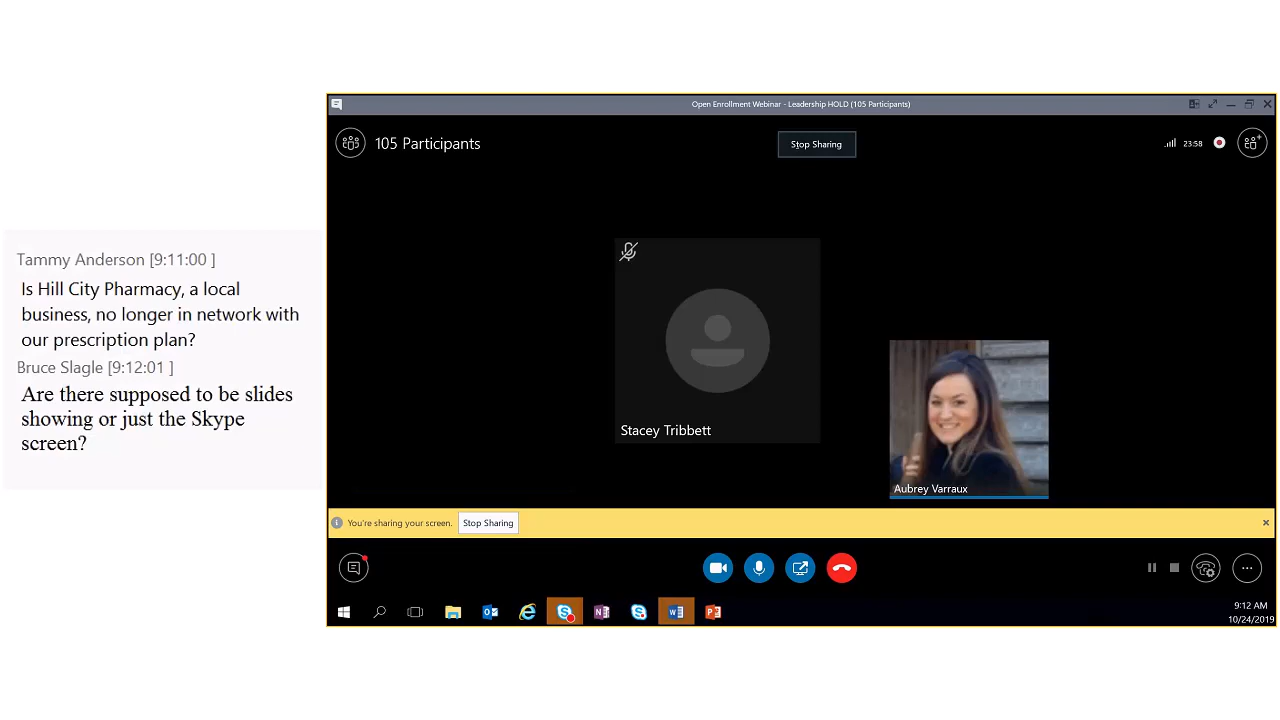 Open Enrollment Webinar - Leadership HOLD (105 Participants)
105 Participants
Stop Sharing
23:58
Tammy Anderson [9:11:00 ]
Is Hill City Pharmacy, a local
business, no longer in network with
our prescription plan?
Bruce Slagle [9:12:01 ]
Are there supposed to be slides
showing or just the Skype
screen?
Stacey Tribbett
Aubrey Varraux
You're sharing your screen.
Stop Sharing
9:12 AM
10/24/2019